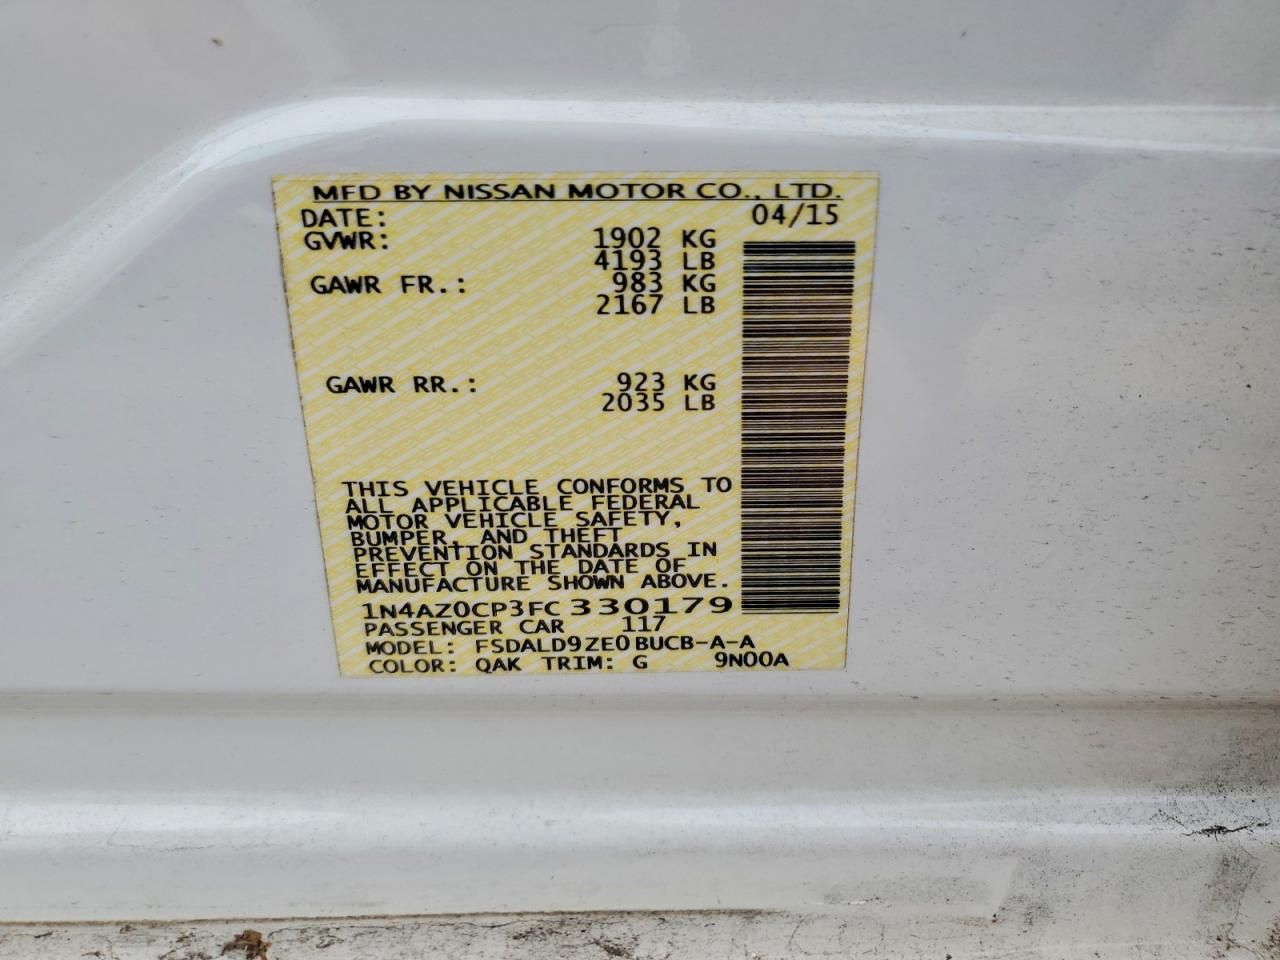 MFD BY NISSAN MOTOR CO., LTD.
DATE: 04/15
GVWR: 1902 KG
4193 LB
GAWR FR.: 983 KG
2167 LB
GAWR RR.: 923 KG
2035 LB
THIS VEHICLE CONFORMS TO
ALL APPLICABLE FEDERAL
MOTOR VEHICLE SAFETY,
BUMPER, AND THEFT
PREVENTION STANDARDS IN
EFFECT ON THE DATE OF
MANUFACTURE SHOWN ABOVE.
1N4AZ0CP3FC330179
PASSENGER CAR 117
MODEL: FSDALD9ZE0BUCB-A-A
COLOR: QAK TRIM: G 9N00A